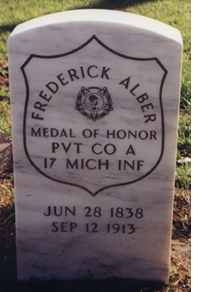 FREDERICK ALBER
MEDAL OF HONOR
PVT CO A
17 MICH INF
JUN 28 1838
SEP 12 1913